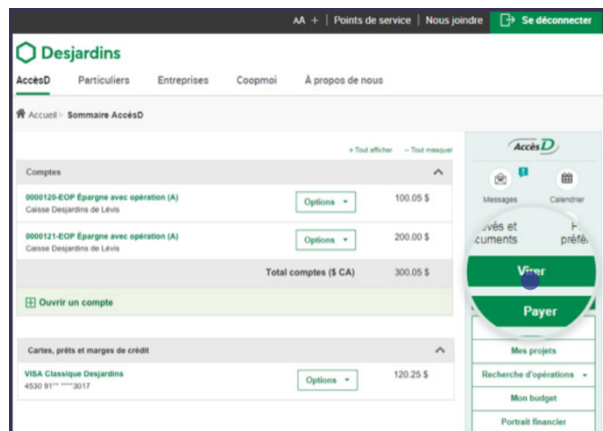 AA + | Points de service | Nous joindre Se déconnecter
Desjardins
AccèsD Particuliers Entreprises Coopmoi À propos de nous
Accueil > Sommaire AccèsD
+ Tout afficher – Tout masquer
Comptes
0000120-EOP Épargne avec opération (A)
Caisse Desjardins de Lévis
Options
100.05 $
0000121-EOP Épargne avec opération (A)
Caisse Desjardins de Lévis
Options
200.00 $
Total comptes ($ CA) 300.05 $
Ouvrir un compte
Cartes, prêts et marges de crédit
VISA Classique Desjardins
4530 91** ****3017
Options
120.25 $
AccèsD
Messages Calendrier
préfé
Virer
Payer
Mes projets
Recherche d'opérations
Mon budget
Portrait financier